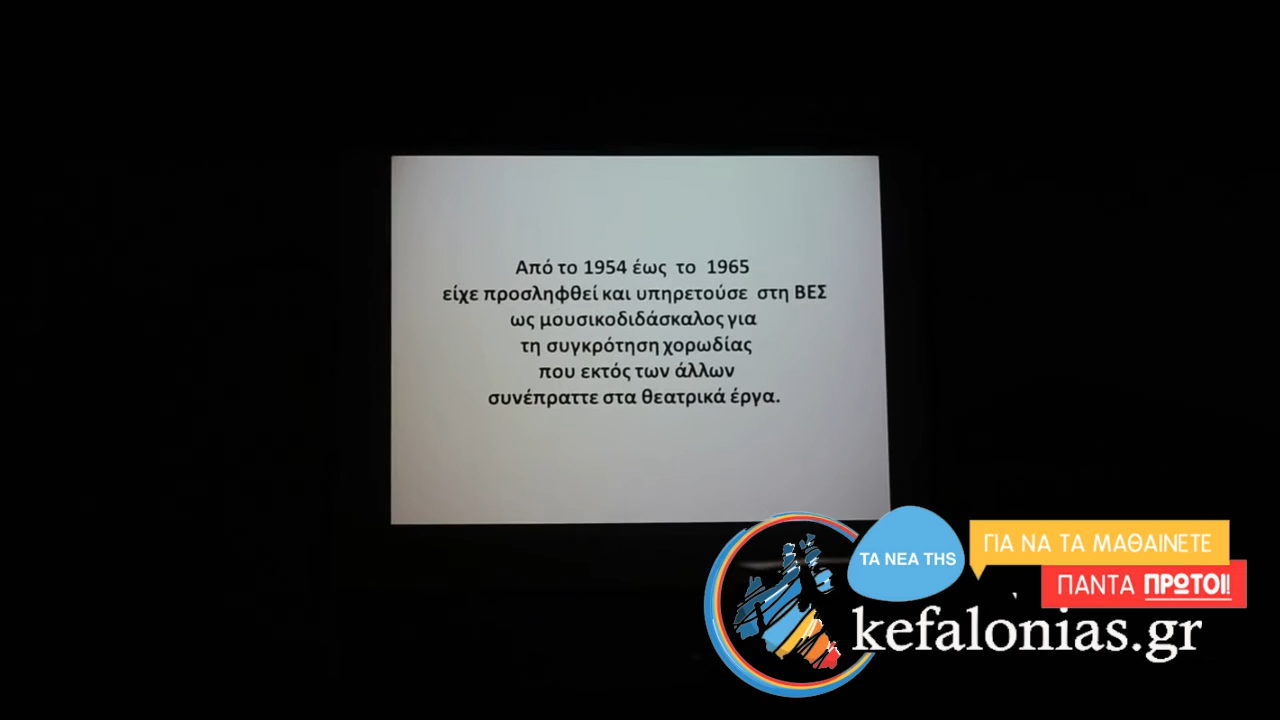 Από το 1954 έως το 1965
είχε προσληφθεί και υπηρετούσε στη ΒΕΣ
ως μουσικοδιδάσκαλος για
τη συγκρότηση χορωδίας
που εκτός των άλλων
συνέπραττε στα θεατρικά έργα.
ΤΑ ΝΕΑ ΤΗS
ΓΙΑ ΝΑ ΤΑ ΜΑΘΑΙΝΕΤΕ
ΠΑΝΤΑ ΠΡΩΤΟΙ!
kefalonias.gr